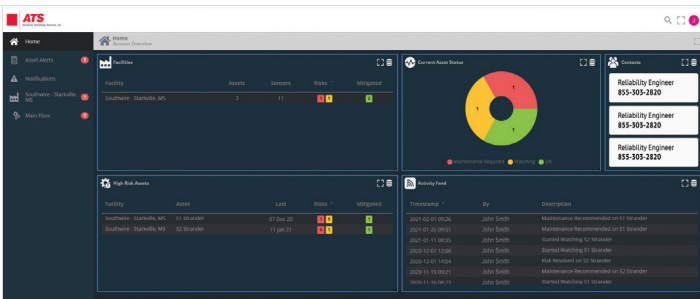 ATS
Advanced Technology Services, Inc.
Home
Asset Alerts
Notifications
Southwire - Starkville, MS
Main Floor
Home
Account Overview
Facilities
Facility Assets Sensors Risks Mitigated
Southwire - Starkville, MS 3 11 1 1 2
Current Asset Status
1
1
1
Maintenance Required Watching OK
Contacts
Reliability Engineer
855-303-2820
Reliability Engineer
855-303-2820
Reliability Engineer
855-303-2820
High Risk Assets
Facility Asset Last Risks Mitigated
Southwire - Starkville, MS S1 Strander 07 Dec 20
Southwire - Starkville, MS S2 Strander 11 Jan 21
Activity Feed
Timestamp By Description
2021-02-01 09:26 John Smith Maintenance Recommended on S1 Strander
2021-01-25 09:51 John Smith Maintenance Recommended on S1 Strander
2021-01-11 08:35 John Smith Started Watching S2 Strander
2020-12-07 12:08 John Smith Started Watching S1 Strander
2020-12-01 14:54 John Smith Risk Resolved on S2 Strander
2020-11-19 09:21 John Smith Maintenance Recommended on S2 Strander
2020-11-16 08:23 John Smith Started Watching S1 Strander